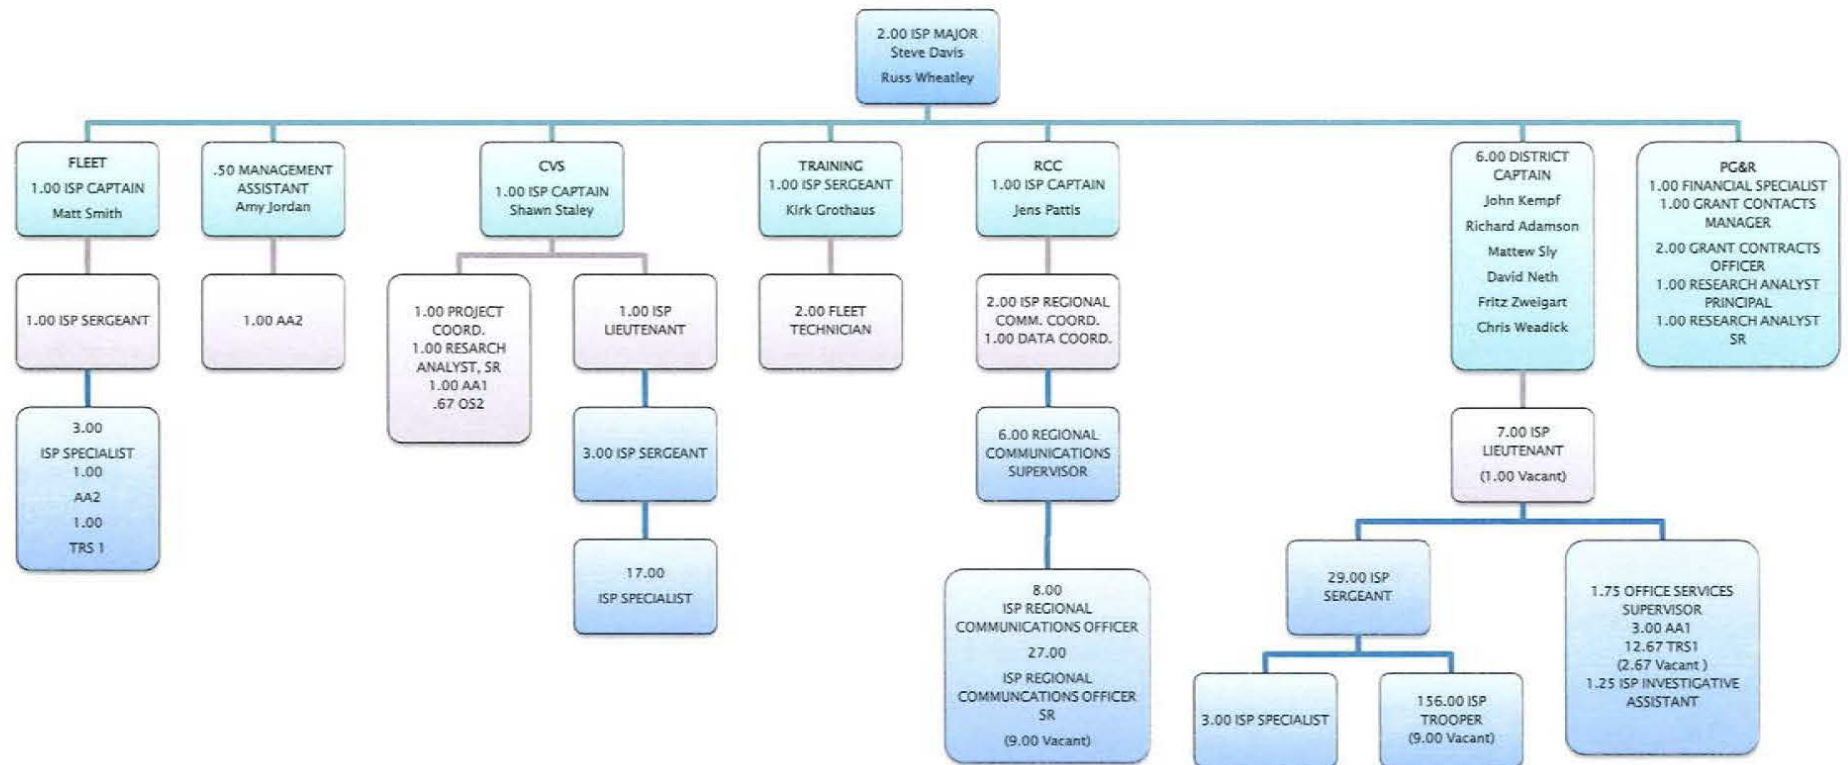 2.00 ISP MAJOR
Steve Davis
Russ Wheatley
FLEET
1.00 ISP CAPTAIN
Matt Smith
.50 MANAGEMENT
ASSISTANT
Amy Jordan
CVS
1.00 ISP CAPTAIN
Shawn Staley
TRAINING
1.00 ISP SERGEANT
Kirk Grothaus
RCC
1.00 ISP CAPTAIN
Jens Pattis
6.00 DISTRICT
CAPTAIN
John Kempf
Richard Adamson
Mattew Sly
David Neth
Fritz Zweigart
Chris Weadick
PG&R
1.00 FINANCIAL SPECIALIST
1.00 GRANT CONTACTS
MANAGER
2.00 GRANT CONTRACTS
OFFICER
1.00 RESEARCH ANALYST
PRINCIPAL
1.00 RESEARCH ANALYST
SR
1.00 ISP SERGEANT
1.00 AA2
1.00 PROJECT
COORD.
1.00 RESARCH
ANALYST, SR
1.00 AA1
.67 OS2
1.00 ISP
LIEUTENANT
2.00 FLEET
TECHNICIAN
2.00 ISP REGIONAL
COMM. COORD.
1.00 DATA COORD.
3.00
ISP SPECIALIST
1.00
AA2
1.00
TRS 1
3.00 ISP SERGEANT
6.00 REGIONAL
COMMUNICATIONS
SUPERVISOR
7.00 ISP
LIEUTENANT
(1.00 Vacant)
17.00
ISP SPECIALIST
8.00
ISP REGIONAL
COMMUNICATIONS OFFICER
27.00
ISP REGIONAL
COMMUNCATIONS OFFICER
SR
(9.00 Vacant)
29.00 ISP
SERGEANT
1.75 OFFICE SERVICES
SUPERVISOR
3.00 AA1
12.67 TRS1
(2.67 Vacant )
1.25 ISP INVESTIGATIVE
ASSISTANT
3.00 ISP SPECIALIST
156.00 ISP
TROOPER
(9.00 Vacant)